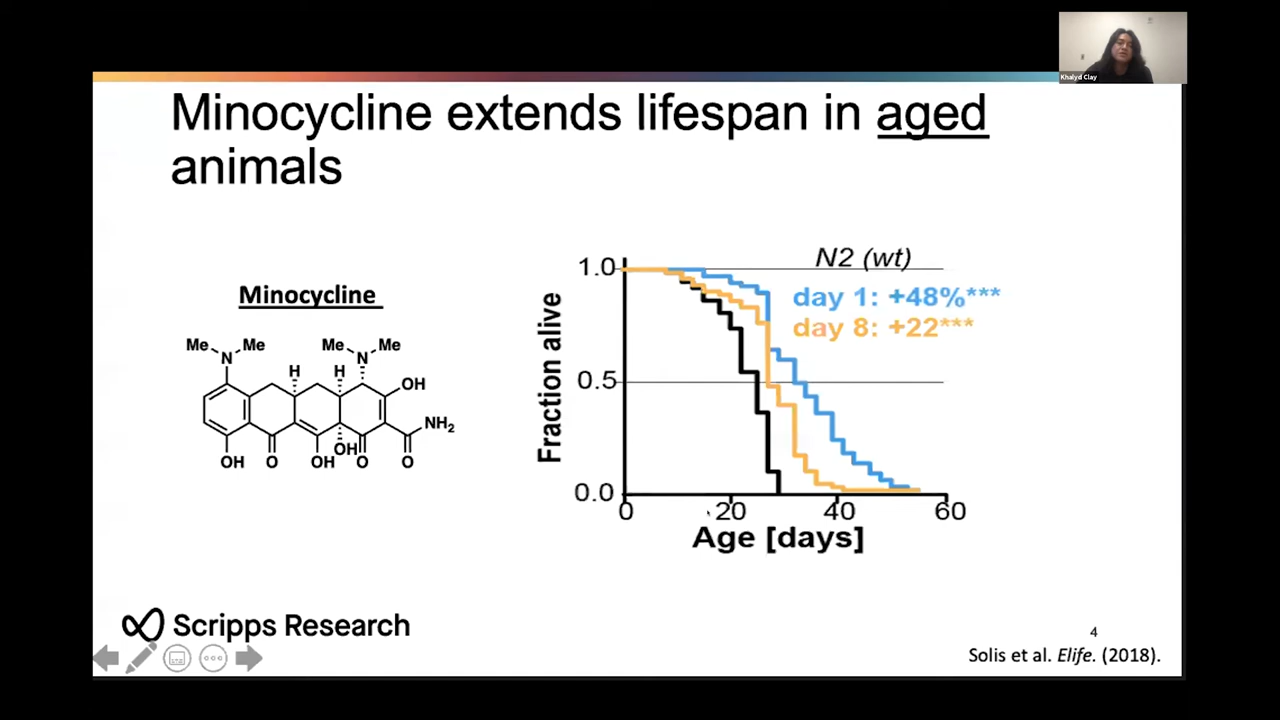 Khalyd Clay
Minocycline extends lifespan in aged
animals
Minocycline
Me
Me
N
Me
Me
N
H
H
OH
NH2
OH
O
OH
OH
O
O
N2 (wt)
day 1: +48%***
day 8: +22***
Fraction alive
1.0
0.5
0.0
0
20
40
60
Age [days]
Scripps Research
4
Solis et al. Elife. (2018).